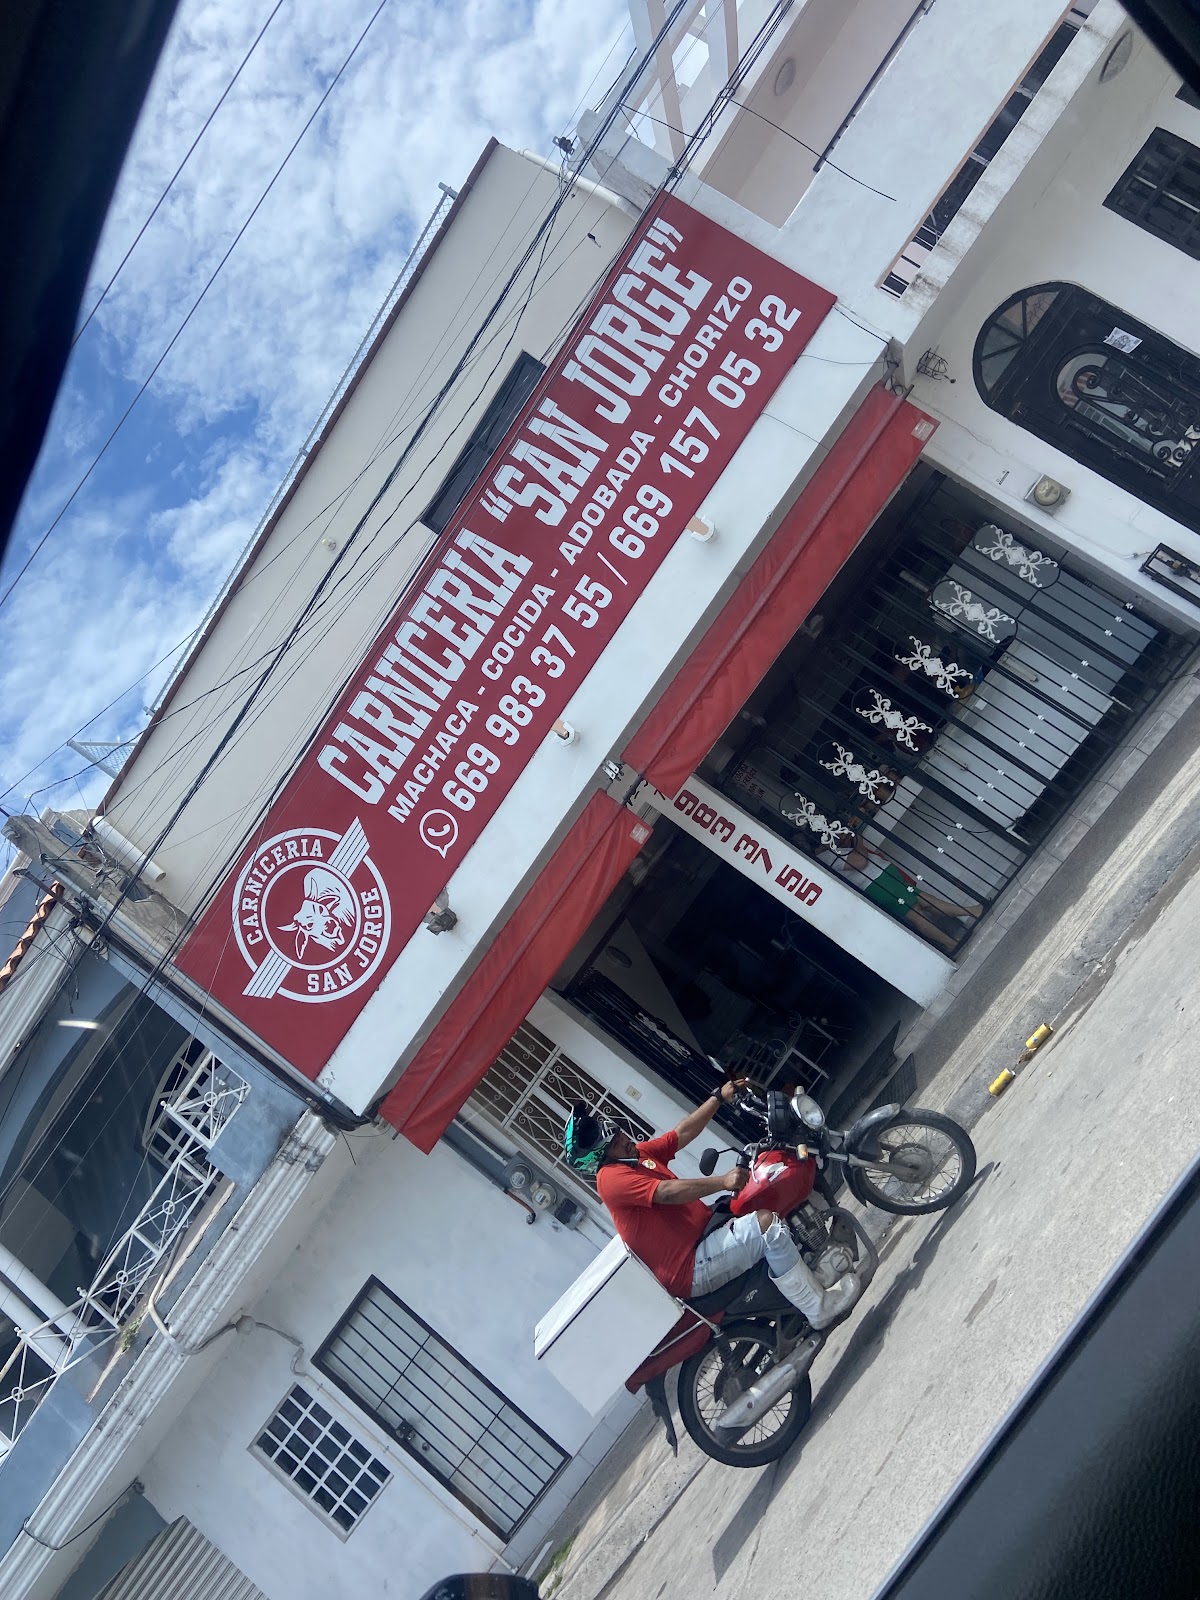 CARNICERIA "SAN JORGE"
MACHACA - COCIDA - ADOBADA - CHORIZO
669 983 37 55 / 669 157 05 32
CARNICERIA
SAN JORGE
983 37 55